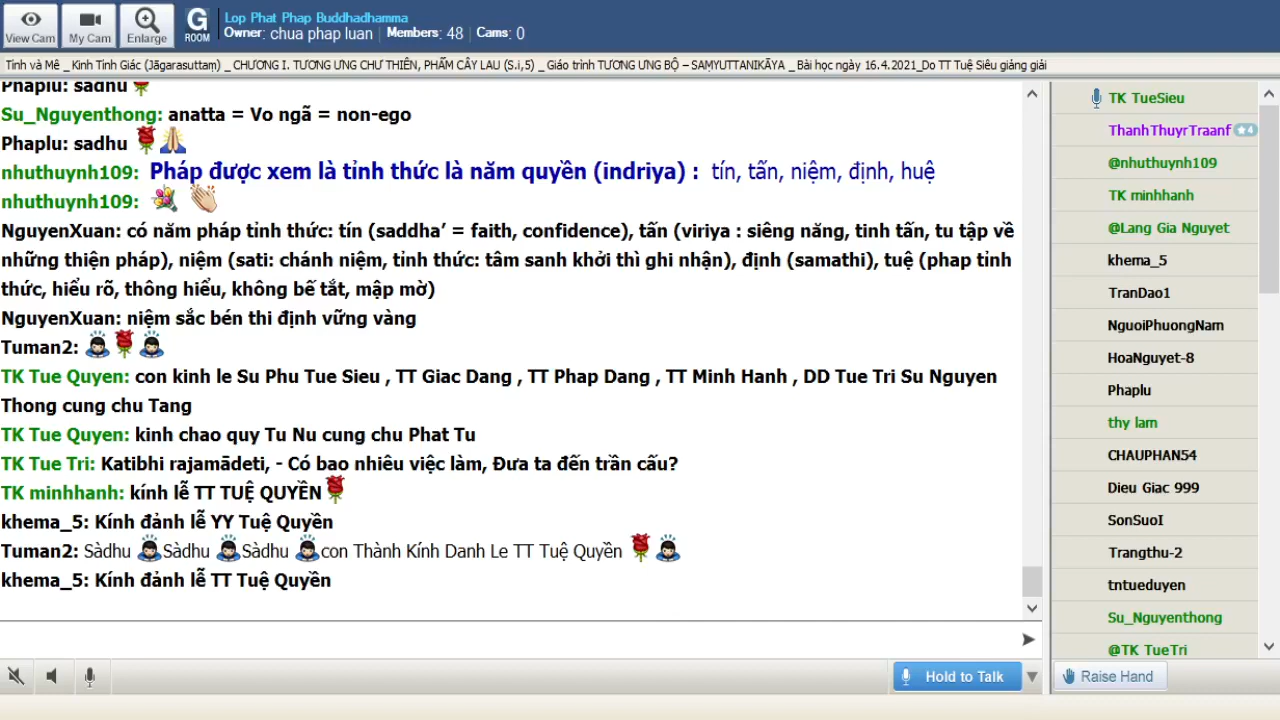 View Cam
My Cam
Enlarge
G
ROOM
Lop Phat Phap Buddhadhamma
Owner: chua phap luan | Members: 48 | Cams: 0
Tỉnh và Mê _ Kinh Tỉnh Giác (Jāgarasuttaṃ) _ CHƯƠNG I. TƯƠNG ƯNG CHƯ THIÊN, PHẨM CÂY LAU (S.i,5) _ Giáo trình TƯƠNG ƯNG BỘ – SAṂYUTTANIKĀYA _ Bài học ngày 16.4.2021_Do TT Tuệ Siêu giảng giải
Phaplu: sadhu
Su_Nguyenthong: anatta = Vo ngã = non-ego
Phaplu: sadhu
nhuthuynh109: Pháp được xem là tỉnh thức là năm quyền (indriya) : tín, tấn, niệm, định, huệ
nhuthuynh109:
NguyenXuan: có năm pháp tỉnh thức: tín (saddha’ = faith, confidence), tấn (viriya : siêng năng, tinh tấn, tu tập về
những thiện pháp), niệm (sati: chánh niệm, tỉnh thức: tâm sanh khởi thì ghi nhận), định (samathi), tuệ (phap tỉnh
thức, hiểu rõ, thông hiểu, không bế tắt, mập mờ)
NguyenXuan: niệm sắc bén thi định vững vàng
Tuman2:
TK Tue Quyen: con kinh le Su Phu Tue Sieu , TT Giac Dang , TT Phap Dang , TT Minh Hanh , DD Tue Tri Su Nguyen
Thong cung chu Tang
TK Tue Quyen: kinh chao quy Tu Nu cung chu Phat Tu
TK Tue Tri: Katibhi rajamādeti, - Có bao nhiêu việc làm, Đưa ta đến trần cấu?
TK minhhanh: kính lễ TT TUỆ QUYỀN
khema_5: Kính đảnh lễ YY Tuệ Quyền
Tuman2: Sàdhu Sàdhu Sàdhu con Thành Kính Danh Le TT Tuệ Quyền
khema_5: Kính đảnh lễ TT Tuệ Quyền
Hold to Talk
TK TueSieu
ThanhThuyrTraanf 4
@nhuthuynh109
TK minhhanh
@Lang Gia Nguyet
khema_5
TranDao1
NguoiPhuongNam
HoaNguyet-8
Phaplu
thy lam
CHAUPHAN54
Dieu Giac 999
SonSuoI
Trangthu-2
tntueduyen
Su_Nguyenthong
@TK TueTri
Raise Hand